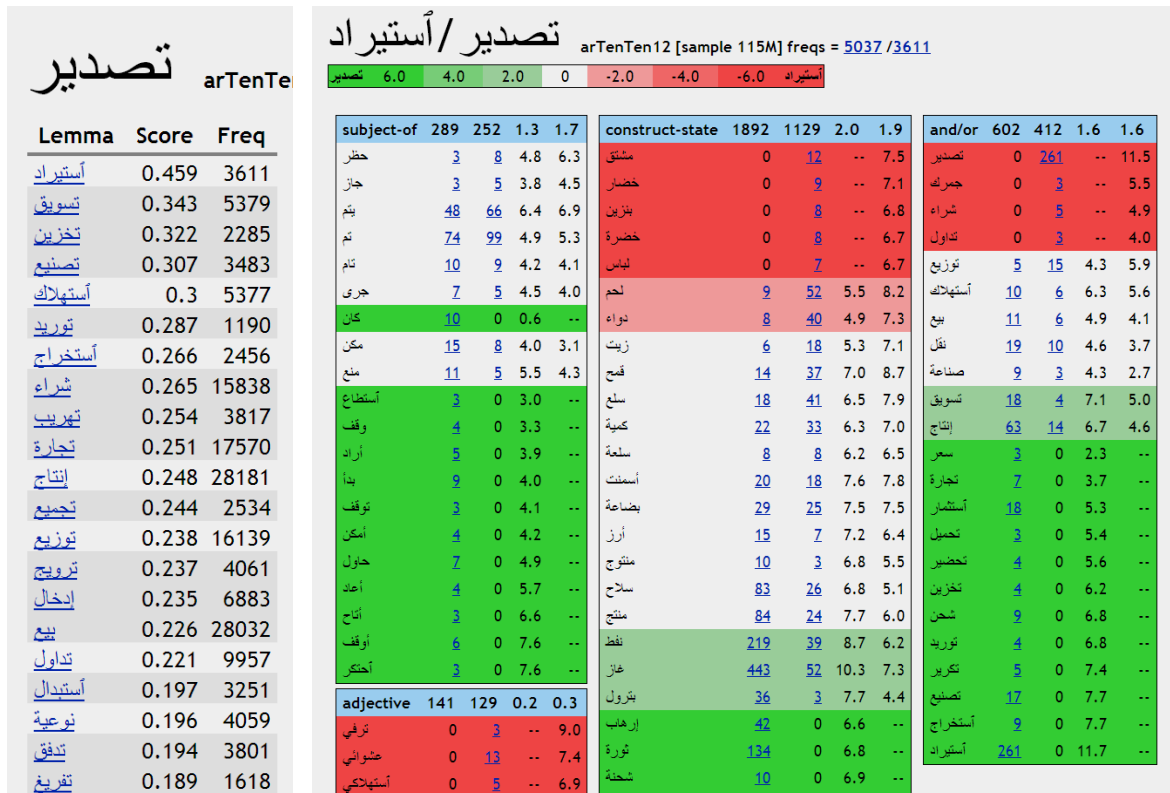 تصدير arTenTe
Lemma Score Freq
ٱستيراد 0.459 3611
تسويق 0.343 5379
تخزين 0.322 2285
تصنيع 0.307 3483
ٱستهلاك 0.3 5377
توريد 0.287 1190
ٱستخراج 0.266 2456
شراء 0.265 15838
تهريب 0.254 3817
تجارة 0.251 17570
إنتاج 0.248 28181
تجميع 0.244 2534
توزيع 0.238 16139
ترويج 0.237 4061
إدخال 0.235 6883
بيع 0.226 28032
تداول 0.221 9957
ٱستبدال 0.197 3251
نوعية 0.196 4059
تدفق 0.194 3801
تفريغ 0.189 1618
تصدير/ٱستيراد arTenTen12 [sample 115M] freqs = 5037 /3611
تصدير 6.0 4.0 2.0 0 -2.0 -4.0 -6.0 ٱستيراد
subject-of 289 252 1.3 1.7
حظر 3 8 4.8 6.3
جاز 3 5 3.8 4.5
يتم 48 66 6.4 6.9
تم 74 99 4.9 5.3
تام 10 9 4.2 4.1
جرى 7 5 4.5 4.0
كان 10 0 0.6 --
مكن 15 8 4.0 3.1
منع 11 5 5.5 4.3
ٱستطاع 3 0 3.0 --
وقف 4 0 3.3 --
أراد 5 0 3.9 --
بدأ 9 0 4.0 --
توقف 3 0 4.1 --
أمكن 4 0 4.2 --
حاول 7 0 4.9 --
أعاد 4 0 5.7 --
أتاح 3 0 6.6 --
أوقف 6 0 7.6 --
ٱحتكر 3 0 7.6 --
adjective 141 129 0.2 0.3
ترفي 0 3 -- 9.0
عشوائي 0 13 -- 7.4
ٱستهلاكي 0 5 -- 6.9
construct-state 1892 1129 2.0 1.9
مشتق 0 12 -- 7.5
خضار 0 9 -- 7.1
بنزين 0 8 -- 6.8
خضرة 0 8 -- 6.7
لباس 0 7 -- 6.7
لحم 9 52 5.5 8.2
دواء 8 40 4.9 7.3
زيت 6 18 5.3 7.1
قمح 14 37 7.0 8.7
سلع 18 41 6.5 7.9
كمية 22 33 6.3 7.0
سلعة 8 8 6.2 6.5
أسمنت 20 18 7.6 7.8
بضاعة 29 25 7.5 7.5
أرز 15 7 7.2 6.4
منتوج 10 3 6.8 5.5
سلاح 83 26 6.8 5.1
منتج 84 24 7.7 6.0
نفط 219 39 8.7 6.2
غاز 443 52 10.3 7.3
بترول 36 3 7.7 4.4
إرهاب 42 0 6.6 --
ثورة 134 0 6.8 --
شحنة 10 0 6.9 --
and/or 602 412 1.6 1.6
تصدير 0 261 -- 11.5
جمرك 0 3 -- 5.5
شراء 0 5 -- 4.9
تداول 0 3 -- 4.0
توزيع 5 15 4.3 5.9
ٱستهلاك 10 6 6.3 5.6
بيع 11 6 4.9 4.1
نقل 19 10 4.6 3.7
صناعة 9 3 4.3 2.7
تسويق 18 4 7.1 5.0
إنتاج 63 14 6.7 4.6
سعر 3 0 2.3 --
تجارة 7 0 3.7 --
ٱستثمار 18 0 5.3 --
تحميل 3 0 5.4 --
تحضير 4 0 5.6 --
تخزين 4 0 6.2 --
شحن 9 0 6.8 --
توريد 4 0 6.8 --
تكرير 5 0 7.4 --
تصنيع 17 0 7.7 --
ٱستخراج 9 0 7.7 --
ٱستيراد 261 0 11.7 --